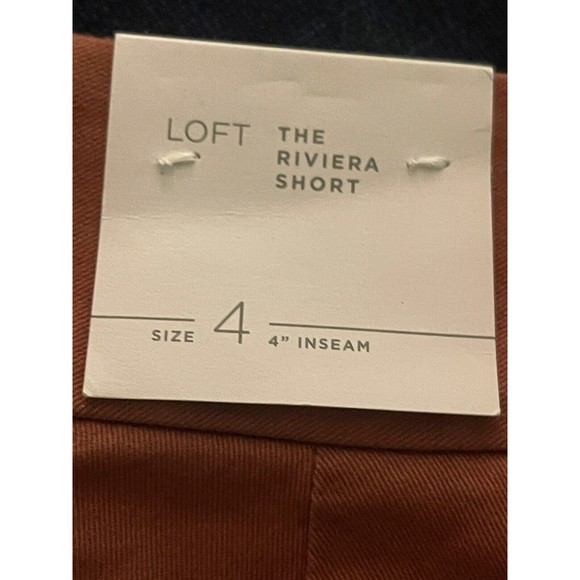 LOFT
THE
RIVIERA
SHORT
SIZE 4 4” INSEAM